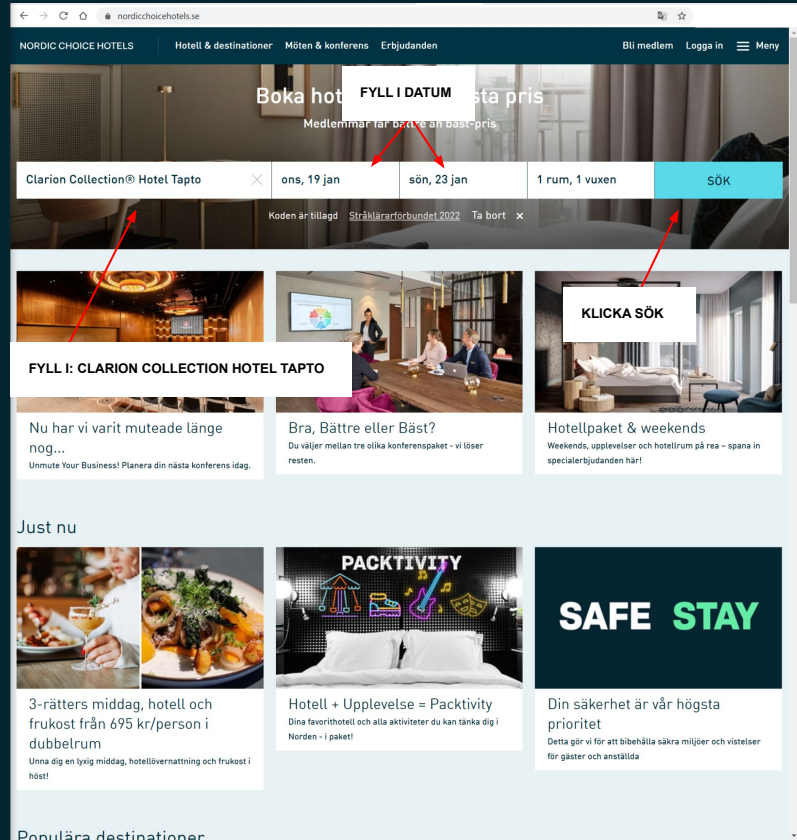 nordicchoicehotels.se
NORDIC CHOICE HOTELS Hotell & destinationer Möten & konferens Erbjudanden Bli medlem Logga in Meny
Boka hot sta pris
FYLL I DATUM
Medlemmar får bättre än bäst-pris
Clarion Collection® Hotel Tapto ons, 19 jan sön, 23 jan 1 rum, 1 vuxen SÖK
Koden är tillagd Stråklärarförbundet 2022 Ta bort ×
KLICKA SÖK
FYLL I: CLARION COLLECTION HOTEL TAPTO
Nu har vi varit muteade länge
nog...
Unmute Your Business! Planera din nästa konferens idag.
Bra, Bättre eller Bäst?
Du väljer mellan tre olika konferenspaket - vi löser
resten.
Hotellpaket & weekends
Weekends, upplevelser och hotellrum på rea – spana in
specialerbjudanden här!
Just nu
PACKTIVITY
SAFE STAY
3-rätters middag, hotell och
frukost från 695 kr/person i
dubbelrum
Unna dig en lyxig middag, hotellövernattning och frukost i
höst!
Hotell + Upplevelse = Packtivity
Dina favorithotell och alla aktiviteter du kan tänka dig i
Norden - i paket!
Din säkerhet är vår högsta
prioritet
Detta gör vi för att bibehålla säkra miljöer och vistelser
för gäster och anställda
Populära destinationer